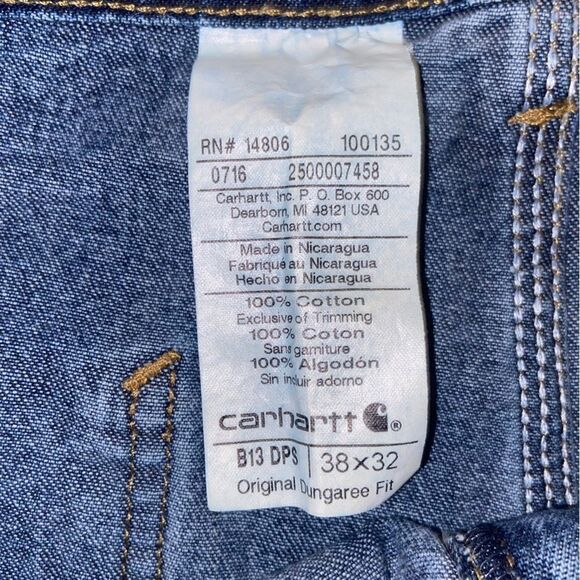 RN# 14806 100135
0716 2500007458
Carhartt, Inc. P. O. Box 600
Dearborn, MI 48121 USA
Carhartt.com
Made in Nicaragua
Fabriqué au Nicaragua
Hecho en Nicaragua
100% Cotton
Exclusive of Trimming
100% Coton
Sans garniture
100% Algodón
Sin incluir adorno
carhartt ®
B13 DPS 38×32
Original Dungaree Fit